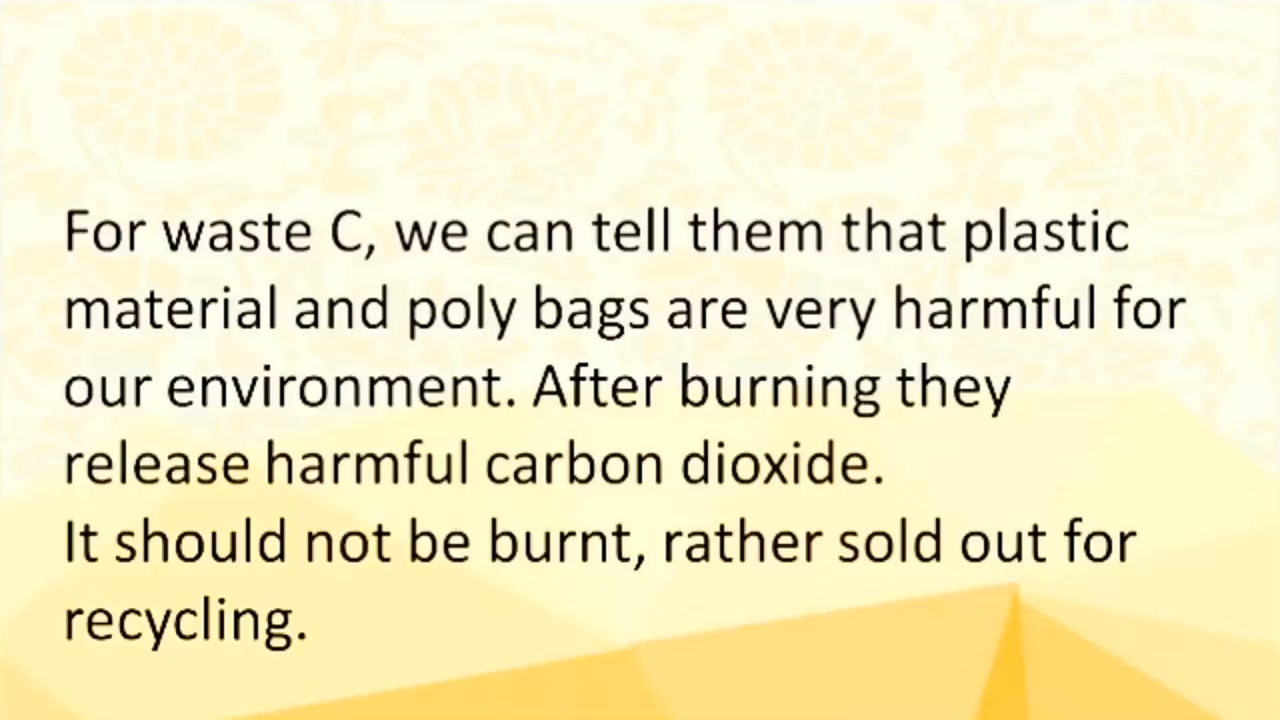 For waste C, we can tell them that plastic
material and poly bags are very harmful for
our environment. After burning they
release harmful carbon dioxide.
It should not be burnt, rather sold out for
recycling.